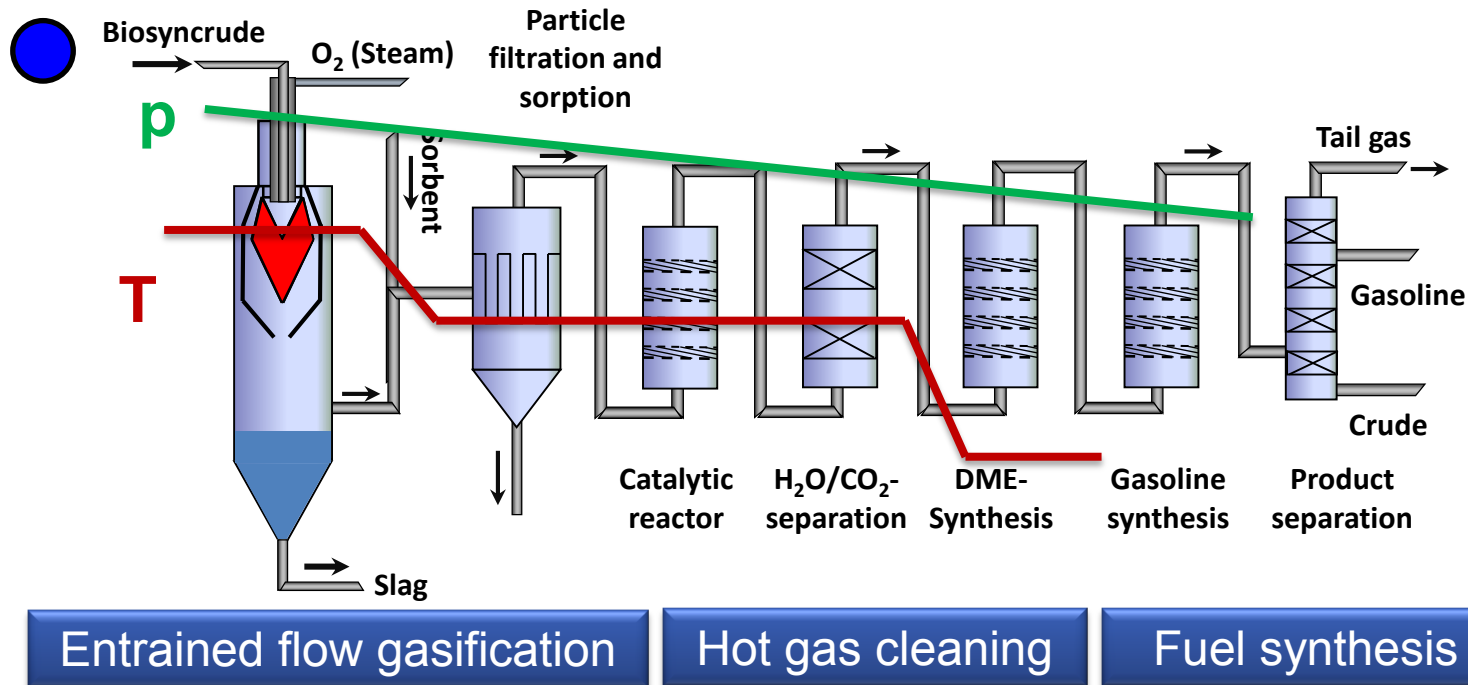 Biosyncrude
O₂ (Steam)
Particle
filtration and
sorption
p
Sorbent
Tail gas
T
Gasoline
Crude
Catalytic
reactor
H₂O/CO₂-
separation
DME-
Synthesis
Gasoline
synthesis
Product
separation
Slag
Entrained flow gasification
Hot gas cleaning
Fuel synthesis